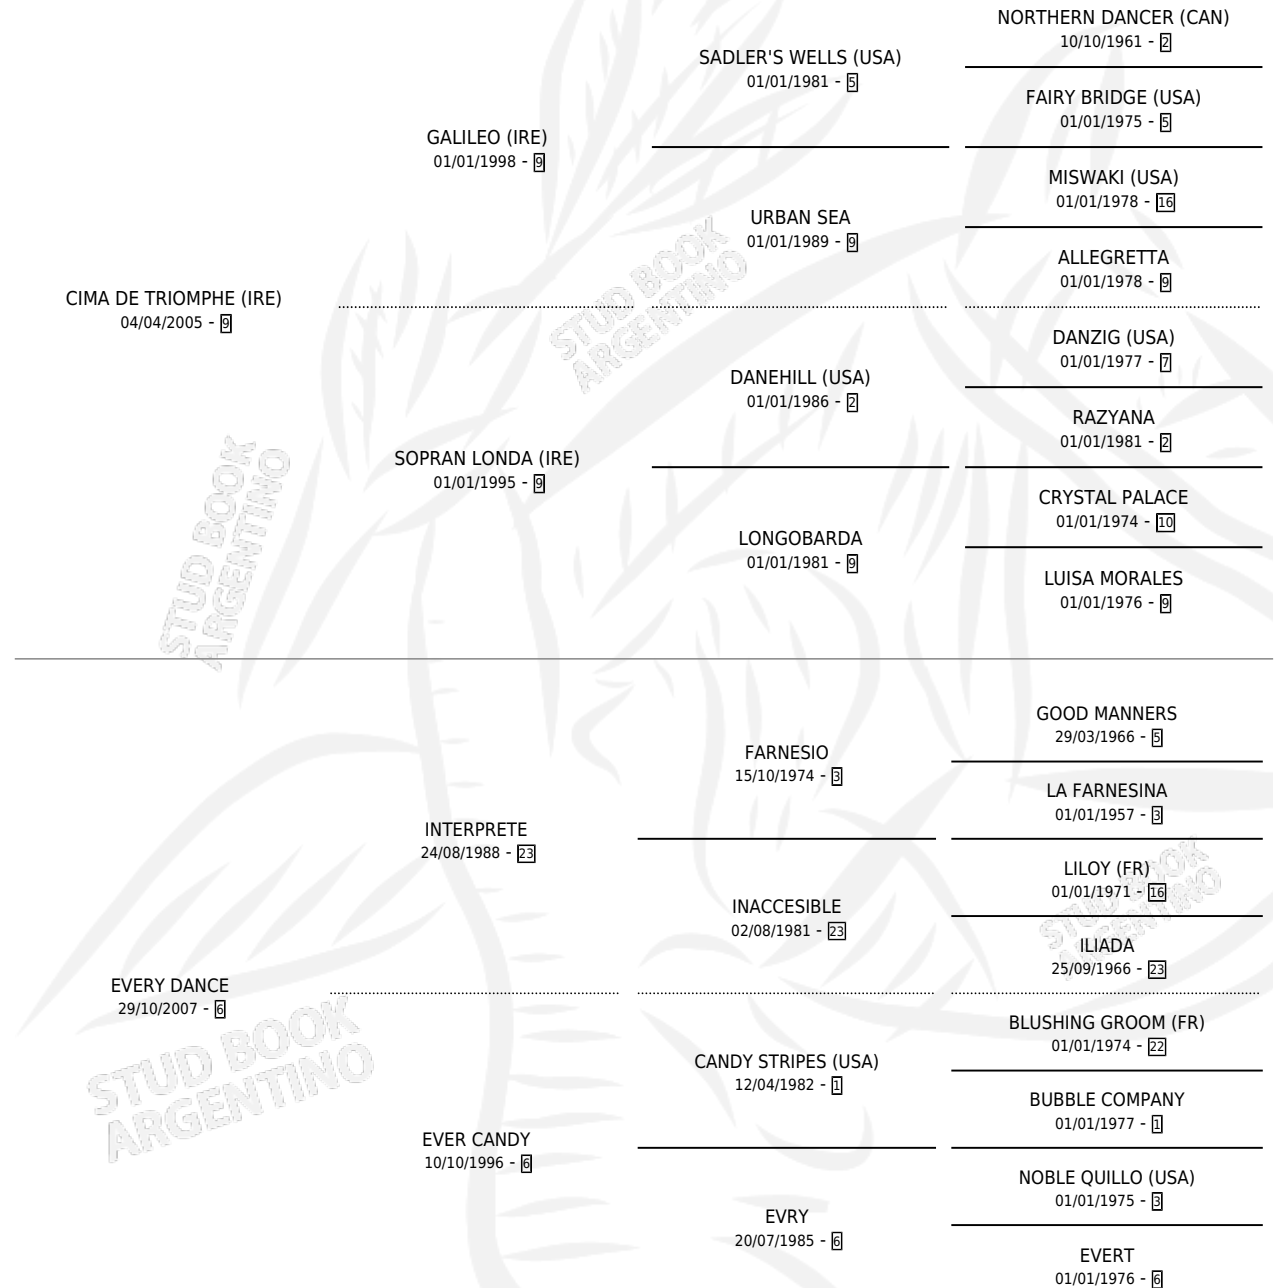 NORTHERN DANCER (CAN)
10/10/1961 - 2
SADLER'S WELLS (USA)
01/01/1981 - 5
FAIRY BRIDGE (USA)
01/01/1975 - 5
GALILEO (IRE)
01/01/1998 - 9
MISWAKI (USA)
01/01/1978 - 16
URBAN SEA
01/01/1989 - 9
ALLEGRETTA
01/01/1978 - 9
CIMA DE TRIOMPHE (IRE)
04/04/2005 - 9
DANZIG (USA)
01/01/1977 - 7
DANEHILL (USA)
01/01/1986 - 2
RAZYANA
01/01/1981 - 2
SOPRAN LONDA (IRE)
01/01/1995 - 9
CRYSTAL PALACE
01/01/1974 - 10
LONGOBARDA
01/01/1981 - 9
LUISA MORALES
01/01/1976 - 9
GOOD MANNERS
29/03/1966 - 5
FARNESIO
15/10/1974 - 3
LA FARNESINA
01/01/1957 - 3
INTERPRETE
24/08/1988 - 23
LILOY (FR)
01/01/1971 - 16
INACCESIBLE
02/08/1981 - 23
ILIADA
25/09/1966 - 23
EVERY DANCE
29/10/2007 - 6
BLUSHING GROOM (FR)
01/01/1974 - 22
CANDY STRIPES (USA)
12/04/1982 - 1
BUBBLE COMPANY
01/01/1977 - 1
EVER CANDY
10/10/1996 - 6
NOBLE QUILLO (USA)
01/01/1975 - 3
EVRY
20/07/1985 - 6
EVERT
01/01/1976 - 6
STUD BOOK
ARGENTINO
STUD BOOK
ARGENTINO
STUD BOOK
ARGENTINO
STUD BOOK
ARGENTINO